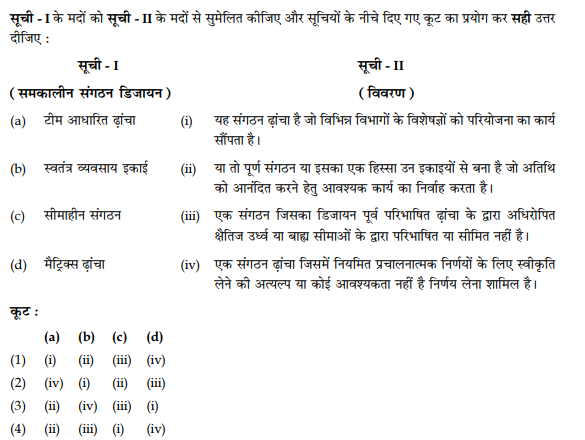 सूची - I के मदों को सूची - II के मदों से सुमेलित कीजिए और सूचियों के नीचे दिए गए कूट का प्रयोग कर सही उत्तर
दीजिए :
सूची - I सूची - II
( समकालीन संगठन डिजायन ) ( विवरण )
(a) टीम आधारित ढ़ांचा (i) यह संगठन ढ़ांचा है जो विभिन्न विभागों के विशेषज्ञों को परियोजना का कार्य
सौंपता है।
(b) स्वतंत्र व्यवसाय इकाई (ii) या तो पूर्ण संगठन या इसका एक हिस्सा उन इकाइयों से बना है जो अतिथि
को आनंदित करने हेतु आवश्यक कार्य का निर्वाह करता है।
(c) सीमाहीन संगठन (iii) एक संगठन जिसका डिजायन पूर्व परिभाषित ढ़ांचा के द्वारा अधिरोपित
क्षैतिज उर्ध्व या बाह्य सीमाओं के द्वारा परिभाषित या सीमित नहीं है।
(d) मैट्रिक्स ढ़ांचा (iv) एक संगठन ढ़ांचा जिसमें नियमित प्रचालनात्मक निर्णयों के लिए स्वीकृति
लेने की अत्यल्प या कोई आवश्यकता नहीं है निर्णय लेना शामिल है।
कूट :
(a) (b) (c) (d)
(1) (i) (ii) (iii) (iv)
(2) (iv) (i) (ii) (iii)
(3) (ii) (iv) (iii) (i)
(4) (ii) (iii) (i) (iv)